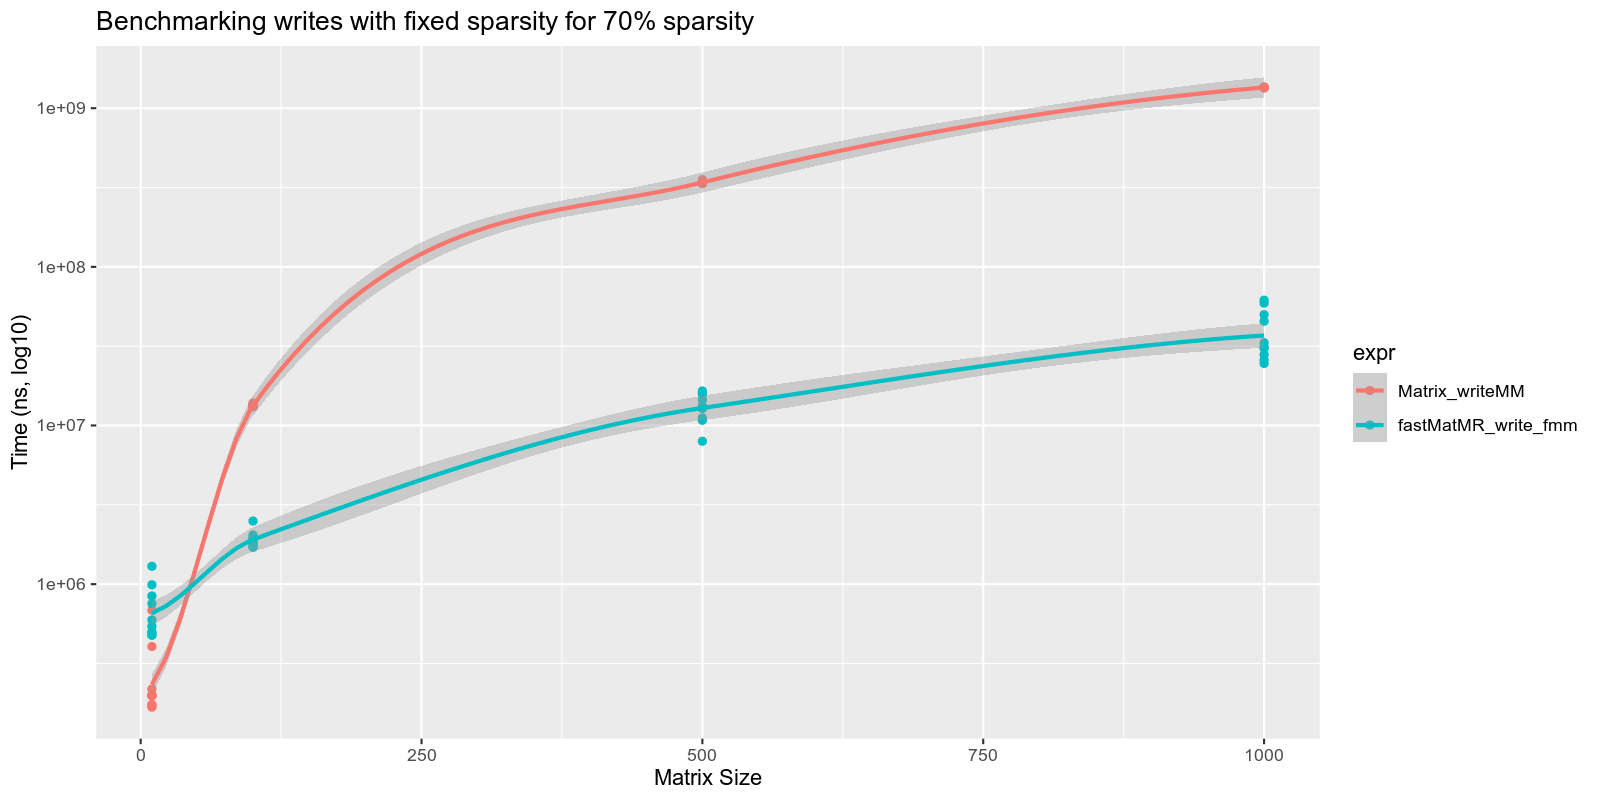 Benchmarking writes with fixed sparsity for 70% sparsity
Time (ns, log10)
1e+09
1e+08
1e+07
1e+06
0 250 500 750 1000
Matrix Size
expr
Matrix_writeMM
fastMatMR_write_fmm